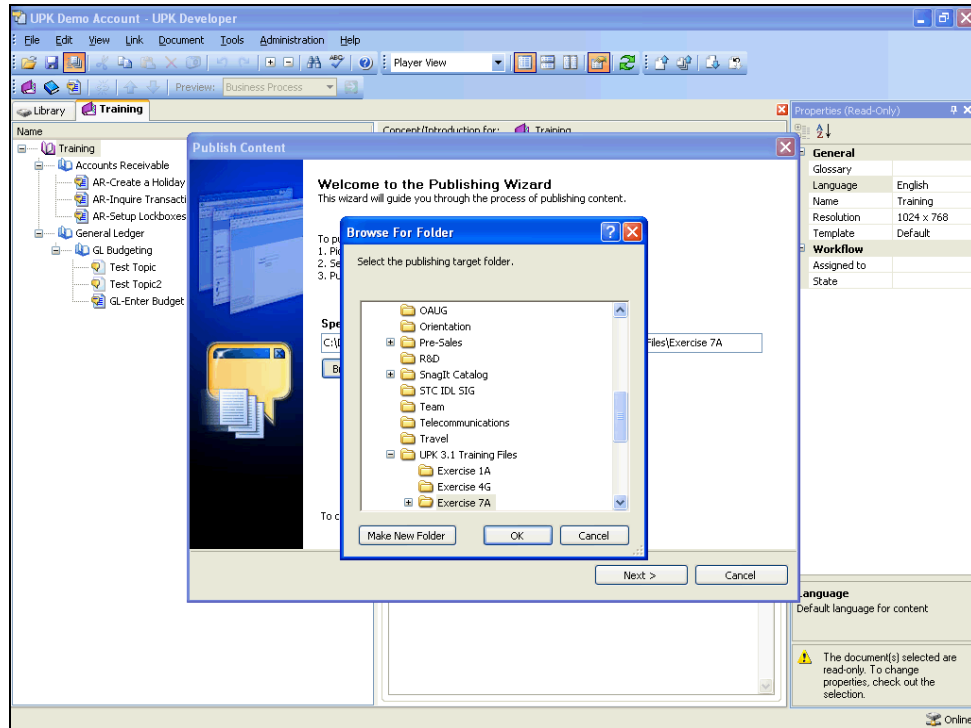 UPK Demo Account - UPK Developer
File Edit View Link Document Tools Administration Help
Player View
Preview: Business Process
Library Training
Name
Concept/Introduction for: Training
Training
Accounts Receivable
AR-Create a Holiday
AR-Inquire Transacti
AR-Setup Lockboxes
General Ledger
GL Budgeting
Test Topic
Test Topic2
GL-Enter Budget
Publish Content
Welcome to the Publishing Wizard
This wizard will guide you through the process of publishing content.
To pu
1. Pic
2. Se
3. Pu
Spe
C:\D
Files\Exercise 7A
Br
To c
Next >
Cancel
Browse For Folder
Select the publishing target folder.
OAUG
Orientation
Pre-Sales
R&D
SnagIt Catalog
STC IDL SIG
Team
Telecommunications
Travel
UPK 3.1 Training Files
Exercise 1A
Exercise 4G
Exercise 7A
Make New Folder
OK
Cancel
Properties (Read-Only)
General
Glossary
Language English
Name Training
Resolution 1024 x 768
Template Default
Workflow
Assigned to
State
anguage
Default language for content
The document(s) selected are
read-only. To change
properties, check out the
selection.
Online